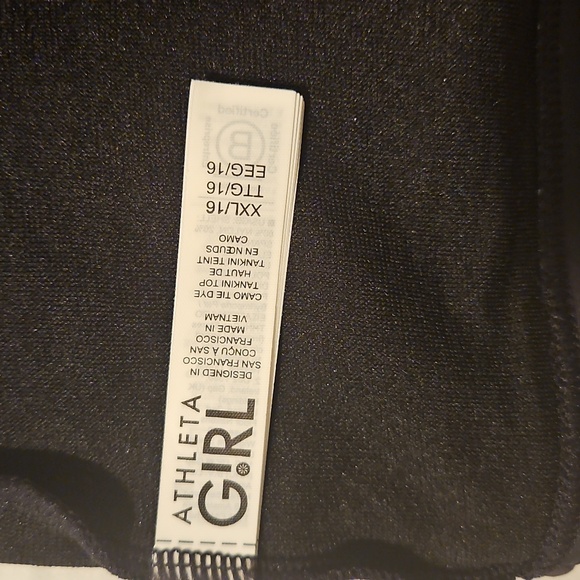 ATHLETA
GIRL
DESIGNED IN
SAN FRANCISCO
CONÇU À SAN
FRANCISCO
MADE IN
VIETNAM
CAMO TIE DYE
TANKINI TOP
HAUT DE
TANKINI TEINT
EN NŒUDS
CAMO
XXL/16
TTG/16
EEG/16
Certified
B